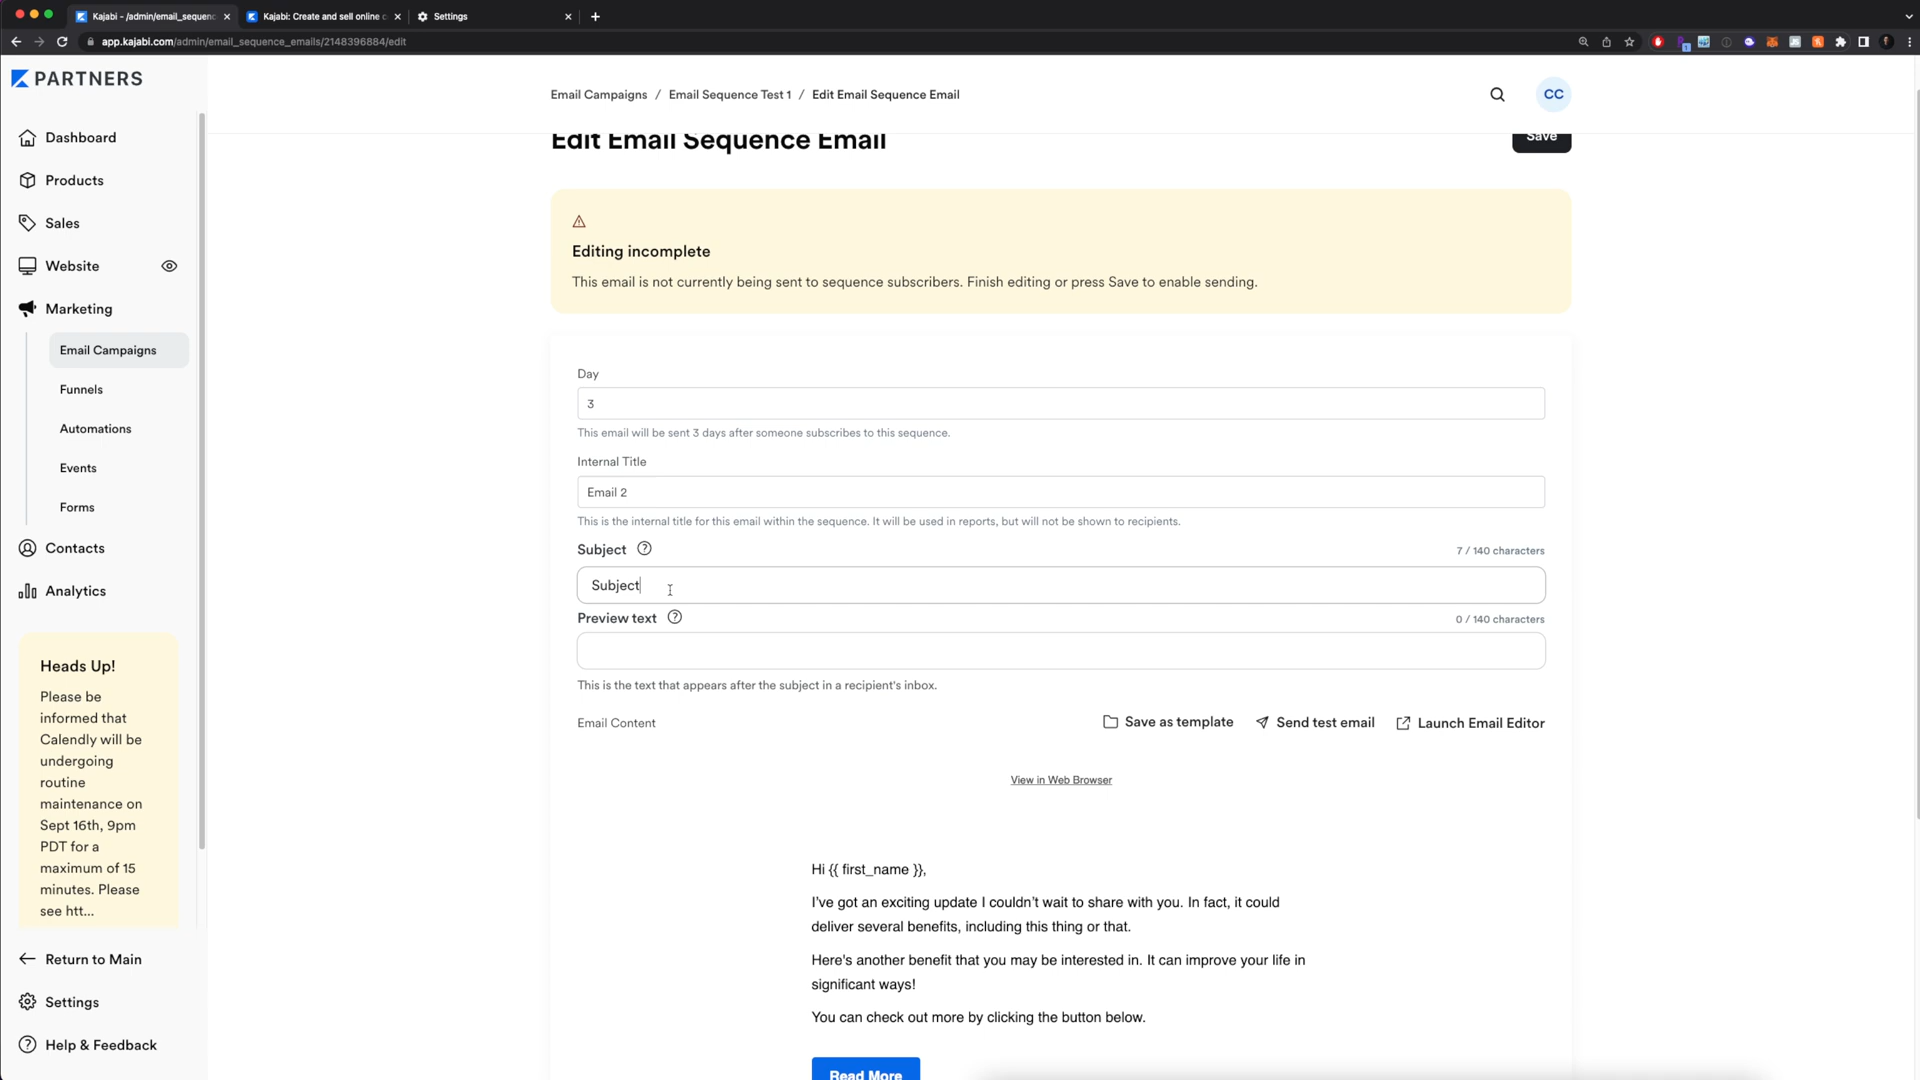 Kajabi - /admin/email_sequenc
Kajabi: Create and sell online c
Settings
app.kajabi.com/admin/email_sequence_emails/2148396884/edit
PARTNERS
Email Campaigns / Email Sequence Test 1 / Edit Email Sequence Email
CC
Dashboard
Products
Sales
Website
Marketing
Email Campaigns
Funnels
Automations
Events
Forms
Contacts
Analytics
Heads Up!
Please be
informed that
Calendly will be
undergoing
routine
maintenance on
Sept 16th, 9pm
PDT for a
maximum of 15
minutes. Please
see htt...
Return to Main
Settings
Help & Feedback
Edit Email Sequence Email
Save
Editing incomplete
This email is not currently being sent to sequence subscribers. Finish editing or press Save to enable sending.
Day
3
This email will be sent 3 days after someone subscribes to this sequence.
Internal Title
Email 2
This is the internal title for this email within the sequence. It will be used in reports, but will not be shown to recipients.
Subject 7 / 140 characters
Subject
Preview text 0 / 140 characters
This is the text that appears after the subject in a recipient's inbox.
Email Content Save as template Send test email Launch Email Editor
View in Web Browser
Hi {{ first_name }},
I've got an exciting update I couldn't wait to share with you. In fact, it could
deliver several benefits, including this thing or that.
Here's another benefit that you may be interested in. It can improve your life in
significant ways!
You can check out more by clicking the button below.
Read More